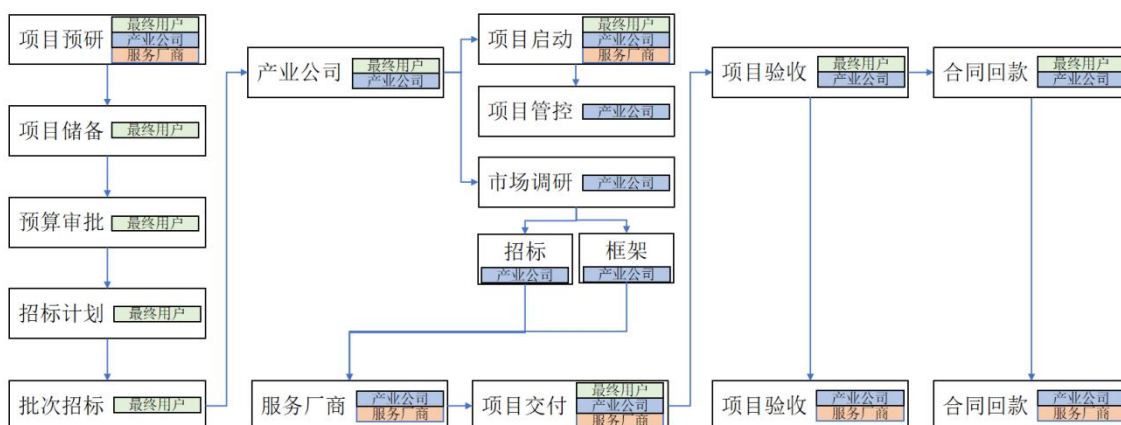 项目预研
最终用户
产业公司
服务厂商
项目储备
最终用户
预算审批
最终用户
招标计划
最终用户
批次招标
最终用户
产业公司
最终用户
产业公司
项目启动
最终用户
产业公司
服务厂商
项目管控
产业公司
市场调研
产业公司
招标
产业公司
框架
产业公司
服务厂商
产业公司
服务厂商
项目交付
最终用户
产业公司
服务厂商
项目验收
最终用户
产业公司
项目验收
产业公司
服务厂商
合同回款
最终用户
产业公司
合同回款
产业公司
服务厂商